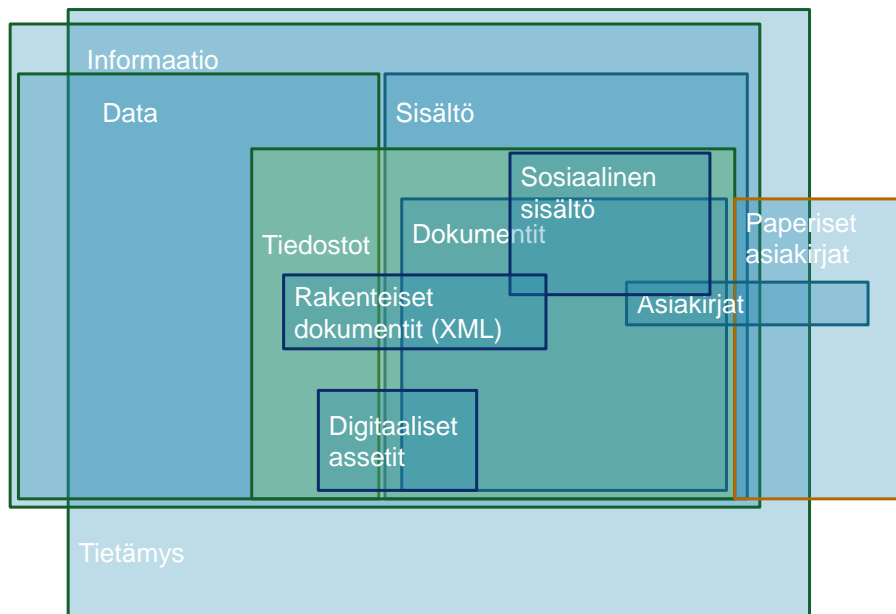 Informaatio
Data
Sisältö
Sosiaalinen
sisältö
Paperiset
asiakirjat
Tiedostot
Dokumentit
Rakenteiset
dokumentit (XML)
Asiakirjat
Digitaaliset
assetit
Tietämys